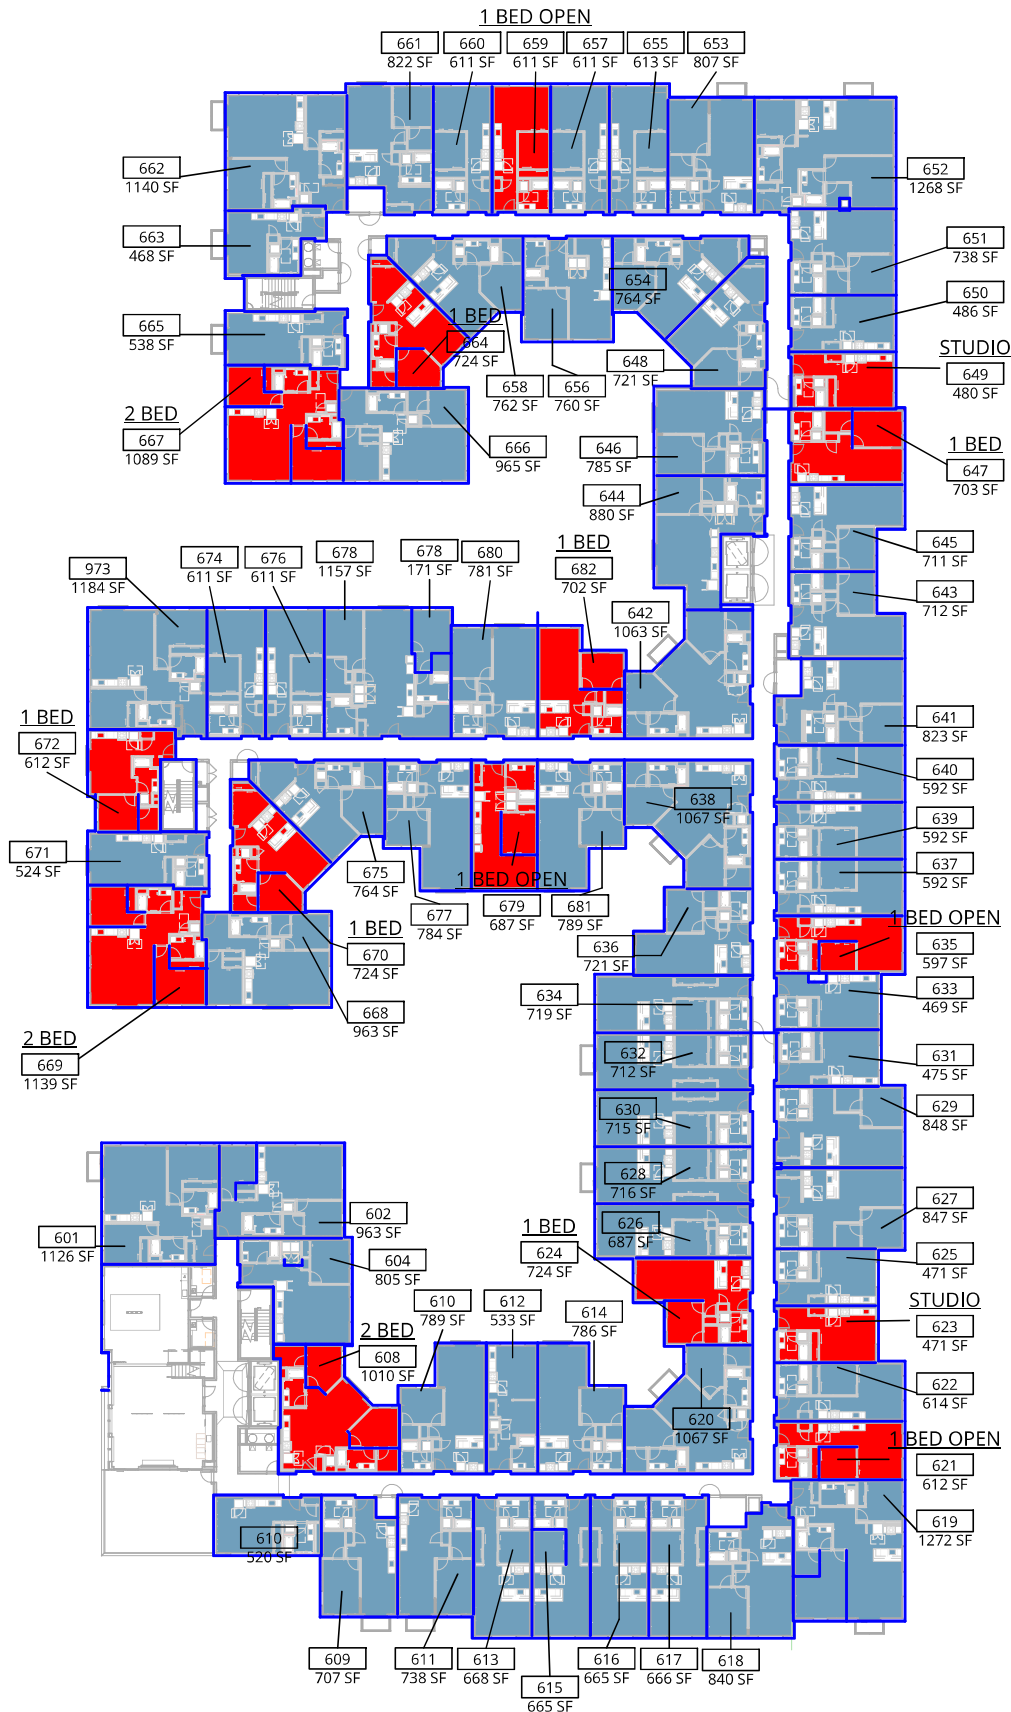 1 BED OPEN
661
822 SF
660
611 SF
659
611 SF
657
611 SF
655
613 SF
653
807 SF
662
1140 SF
652
1268 SF
663
468 SF
651
738 SF
654
764 SF
650
486 SF
665
538 SF
1 BED
664
724 SF
STUDIO
649
480 SF
648
721 SF
658
762 SF
656
760 SF
2 BED
667
1089 SF
666
965 SF
646
785 SF
1 BED
647
703 SF
644
880 SF
645
711 SF
973
1184 SF
674
611 SF
676
611 SF
678
1157 SF
678
171 SF
680
781 SF
1 BED
682
702 SF
643
712 SF
642
1063 SF
1 BED
672
612 SF
641
823 SF
640
592 SF
638
1067 SF
639
592 SF
671
524 SF
637
592 SF
675
764 SF
1 BED OPEN
679
687 SF
677
784 SF
681
789 SF
1 BED OPEN
635
597 SF
1 BED
670
724 SF
636
721 SF
668
963 SF
634
719 SF
633
469 SF
2 BED
669
1139 SF
632
712 SF
631
475 SF
630
715 SF
629
848 SF
628
716 SF
601
1126 SF
602
963 SF
1 BED
624
724 SF
626
687 SF
627
847 SF
604
805 SF
625
471 SF
610
789 SF
612
533 SF
614
786 SF
STUDIO
623
471 SF
2 BED
608
1010 SF
622
614 SF
620
1067 SF
1 BED OPEN
621
612 SF
610
520 SF
619
1272 SF
609
707 SF
611
738 SF
613
668 SF
615
665 SF
616
665 SF
617
666 SF
618
840 SF